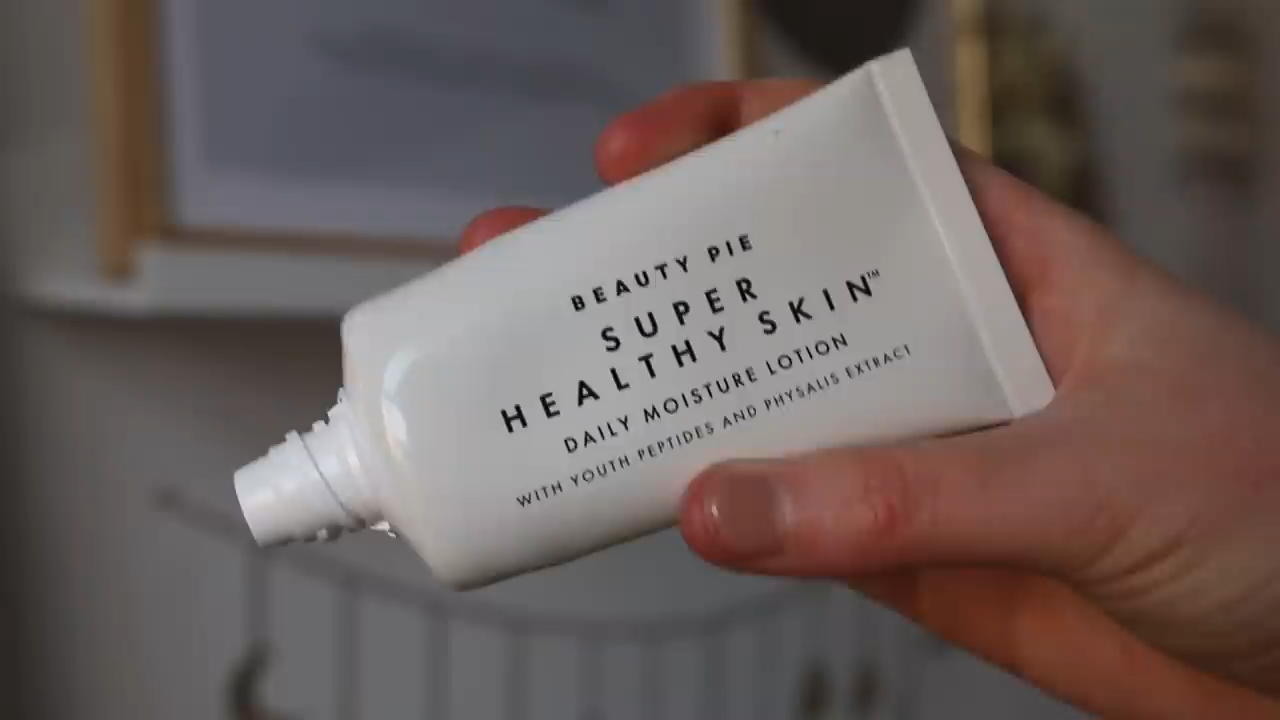 BEAUTY PIE
SUPER
HEALTHY SKIN™
DAILY MOISTURE LOTION
WITH YOUTH PEPTIDES AND PHYSALIS EXTRACT